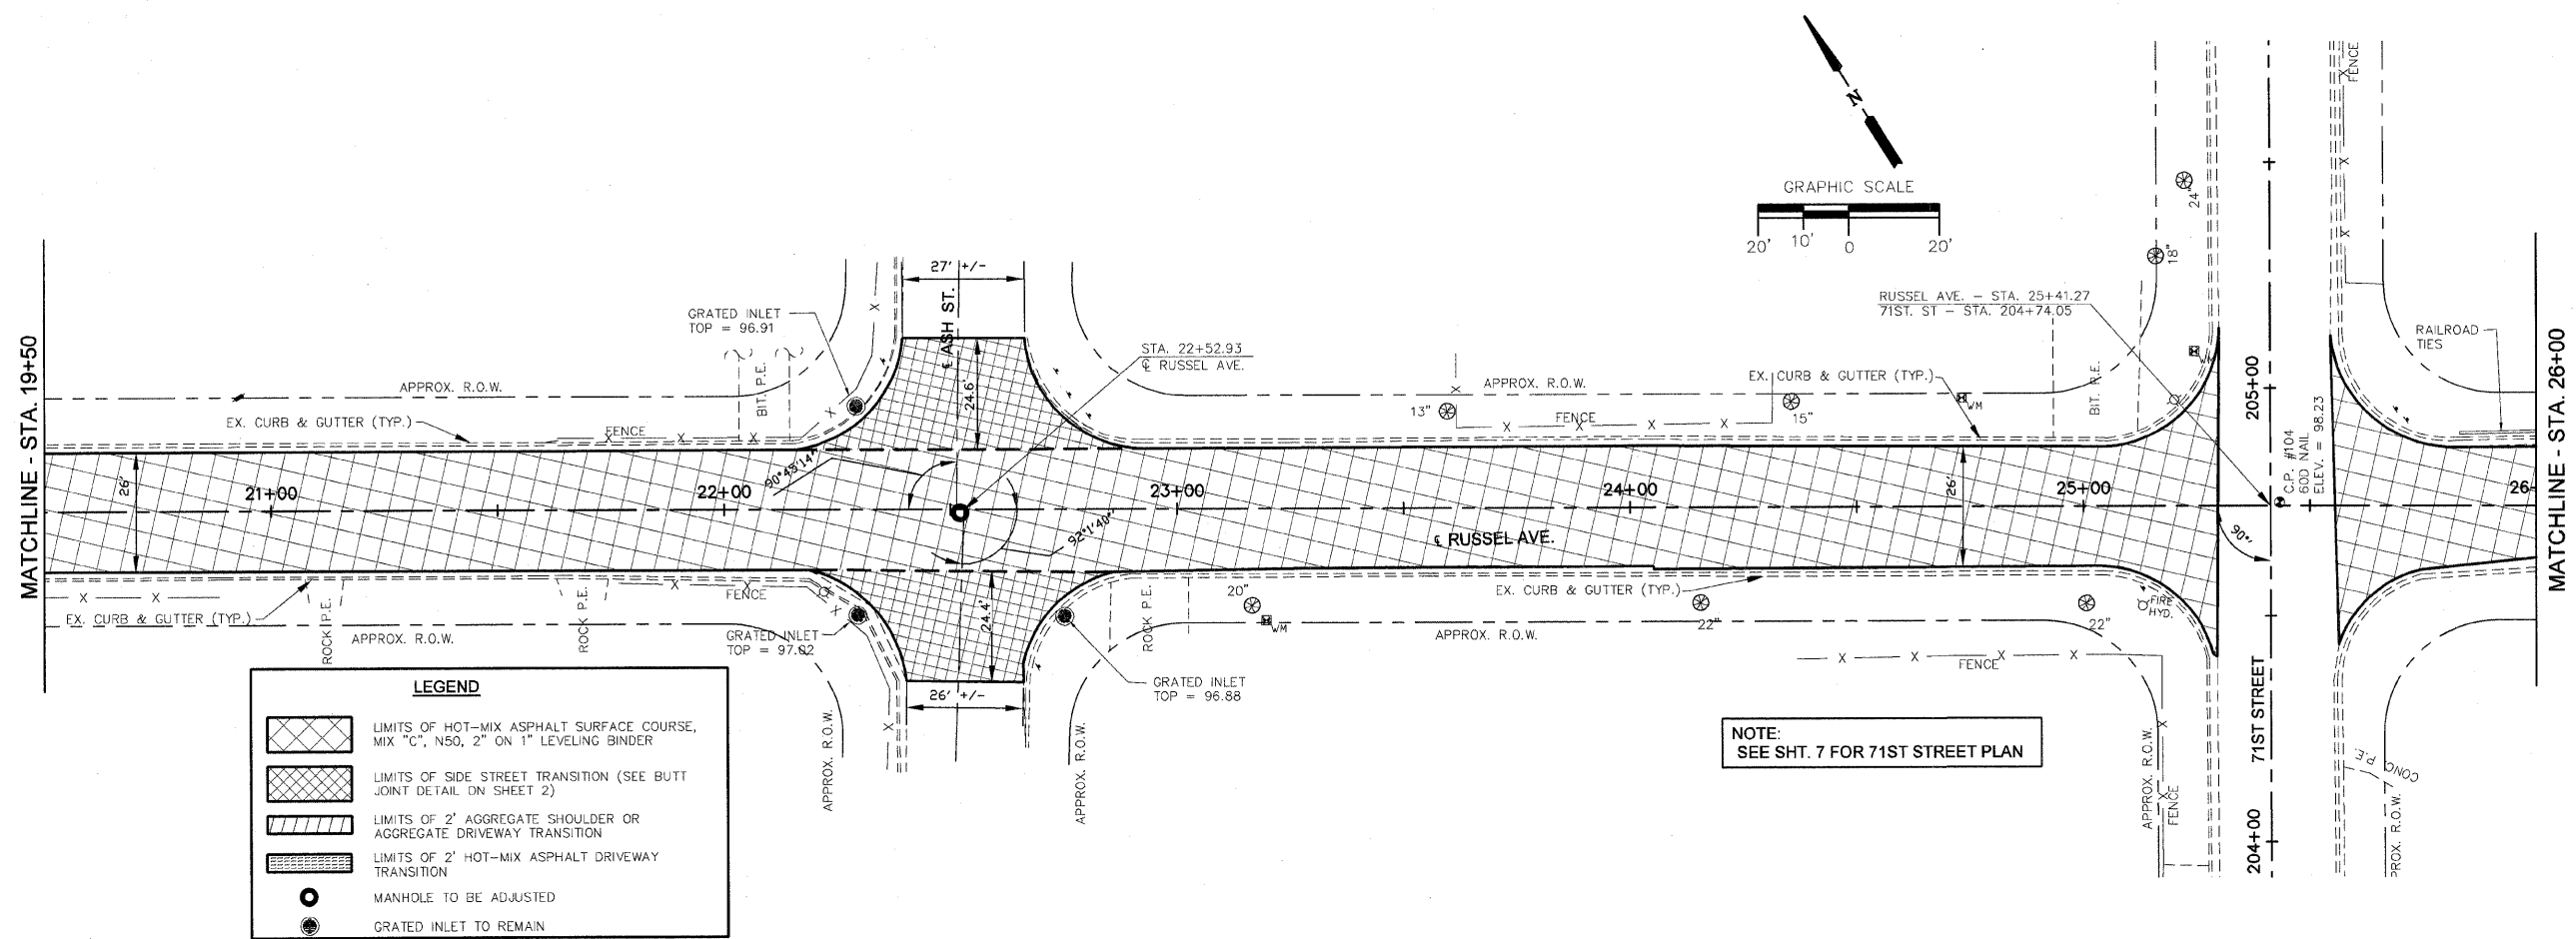 N
GRAPHIC SCALE
20' 10' 0 20'
MATCHLINE - STA. 19+50
MATCHLINE - STA. 26+00
27' +/-
℄ ASH ST.
24.6'
GRATED INLET
TOP = 96.91
STA. 22+52.93
℄ RUSSEL AVE.
RUSSEL AVE. - STA. 25+41.27
71ST. ST - STA. 204+74.05
24"
18"
FENCE
RAILROAD
TIES
APPROX. R.O.W.
EX. CURB & GUTTER (TYP.)
FENCE
BIT. P.E.
13"
APPROX. R.O.W.
FENCE
15"
EX. CURB & GUTTER (TYP.)
WM
BIT. P.E.
205+00
C.P. #104
60D NAIL
ELEV. = 98.23
26'
21+00
22+00
90°45'14"
23+00
24+00
26'
25+00
26
92°1'40"
℄ RUSSEL AVE.
90°
EX. CURB & GUTTER (TYP.)
ROCK P.E.
APPROX. R.O.W.
ROCK P.E.
FENCE
GRATED INLET
TOP = 97.02
24.4'
26' +/-
ROCK P.E.
GRATED INLET
TOP = 96.88
20"
WM
EX. CURB & GUTTER (TYP.)
APPROX. R.O.W.
22"
22"
FIRE
HYD.
FENCE
APPROX. R.O.W.
APPROX. R.O.W.
APPROX. R.O.W.
FENCE
71ST STREET
204+00
CONC P.E.
PROX. R.O.W.
NOTE:
SEE SHT. 7 FOR 71ST STREET PLAN
LEGEND
LIMITS OF HOT-MIX ASPHALT SURFACE COURSE,
MIX "C", N50, 2" ON 1" LEVELING BINDER
LIMITS OF SIDE STREET TRANSITION (SEE BUTT
JOINT DETAIL ON SHEET 2)
LIMITS OF 2' AGGREGATE SHOULDER OR
AGGREGATE DRIVEWAY TRANSITION
LIMITS OF 2' HOT-MIX ASPHALT DRIVEWAY
TRANSITION
MANHOLE TO BE ADJUSTED
GRATED INLET TO REMAIN